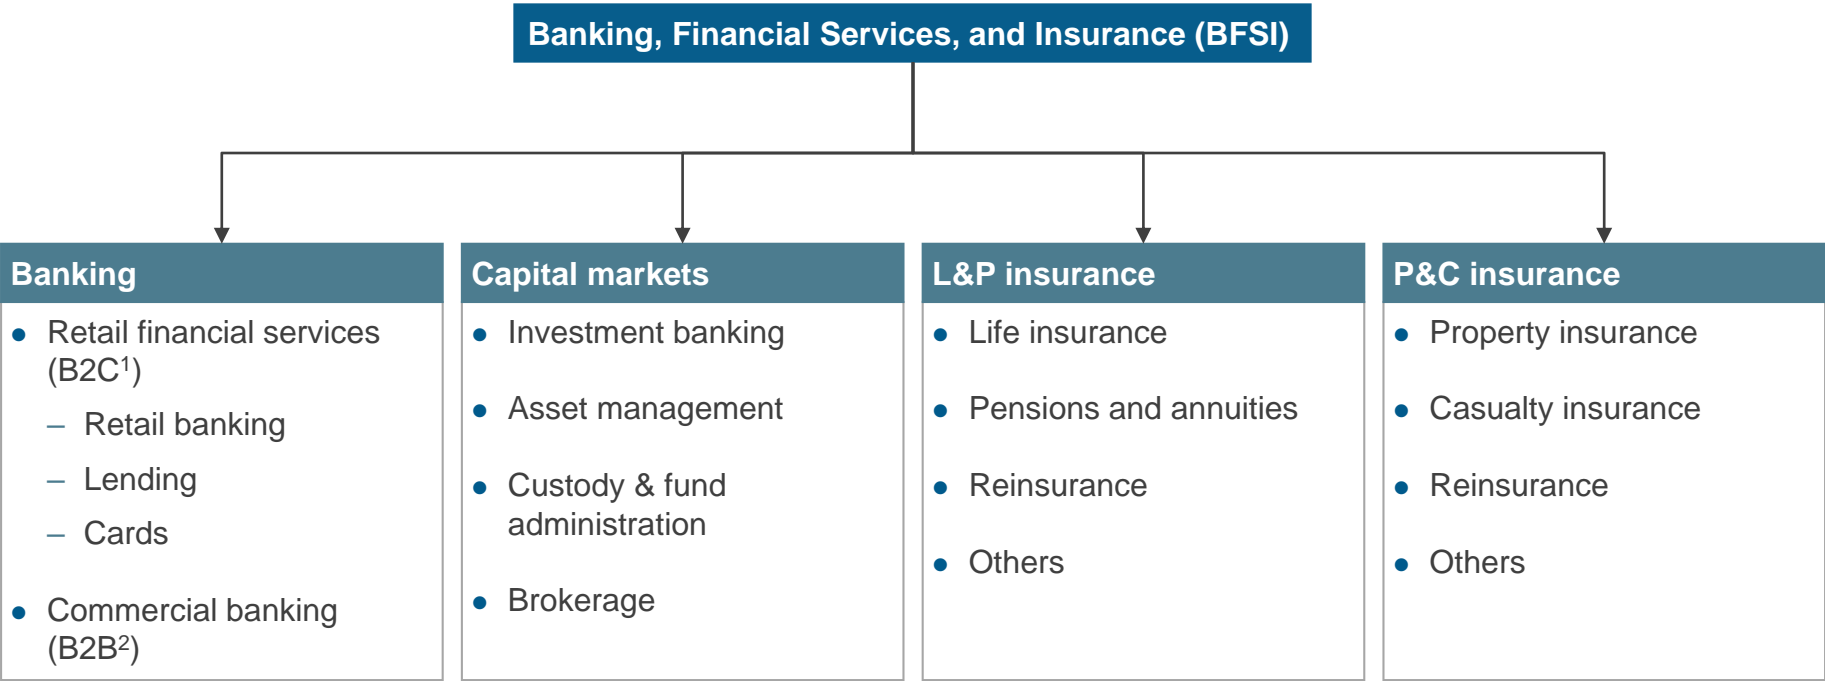 Banking, Financial Services, and Insurance (BFSI)
Banking
● Retail financial services
(B2C¹)
– Retail banking
– Lending
– Cards
● Commercial banking
(B2B²)
Capital markets
● Investment banking
● Asset management
● Custody & fund
administration
● Brokerage
L&P insurance
● Life insurance
● Pensions and annuities
● Reinsurance
● Others
P&C insurance
● Property insurance
● Casualty insurance
● Reinsurance
● Others